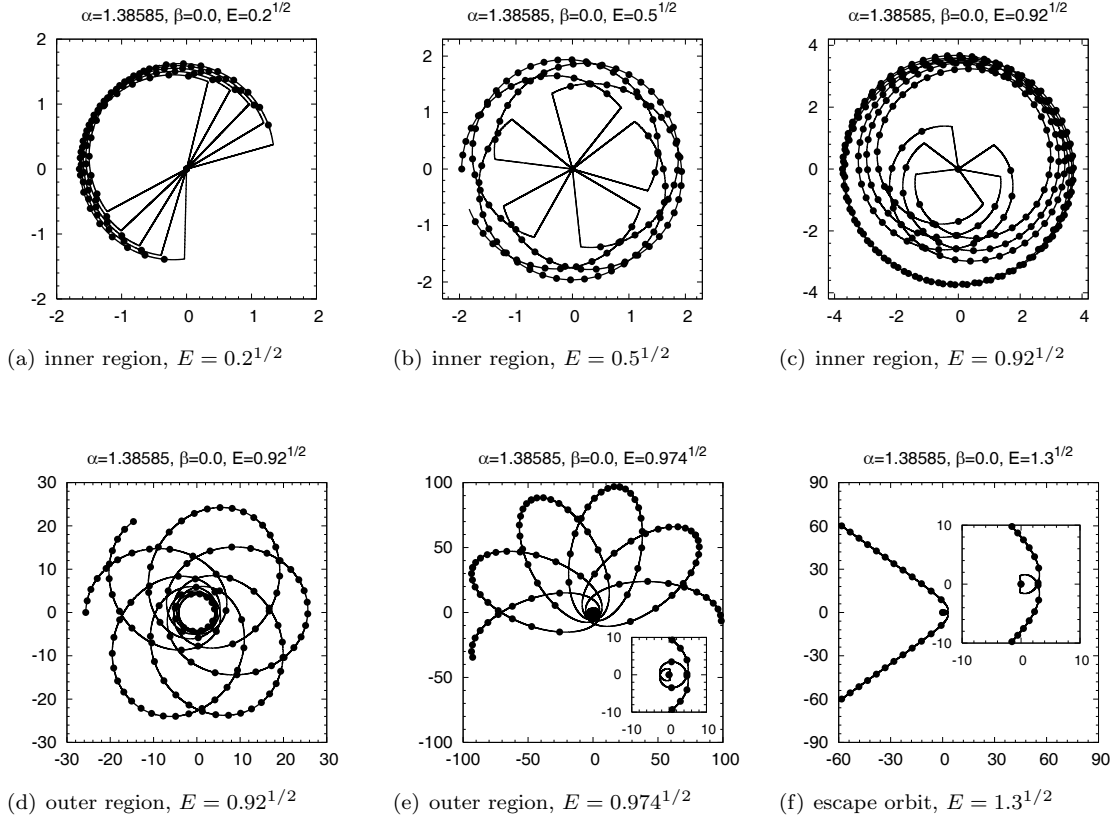 α=1.38585, β=0.0, E=0.2^1/2
α=1.38585, β=0.0, E=0.5^1/2
α=1.38585, β=0.0, E=0.92^1/2
2
1
0
-1
-2
-2 -1 0 1 2
2
1
0
-1
-2
-2 -1 0 1 2
4
2
0
-2
-4
-4 -2 0 2 4
(a) inner region, E = 0.2^1/2
(b) inner region, E = 0.5^1/2
(c) inner region, E = 0.92^1/2
α=1.38585, β=0.0, E=0.92^1/2
α=1.38585, β=0.0, E=0.974^1/2
α=1.38585, β=0.0, E=1.3^1/2
30
20
10
0
-10
-20
-30
-30 -20 -10 0 10 20 30
100
50
0
-50
-100
-100 -50 0 50 100
10
0
-10
-10 0 10
90
60
30
0
-30
-60
-90
-90 -60 -30 0 30 60 90
10
0
-10
-10 0 10
(d) outer region, E = 0.92^1/2
(e) outer region, E = 0.974^1/2
(f) escape orbit, E = 1.3^1/2